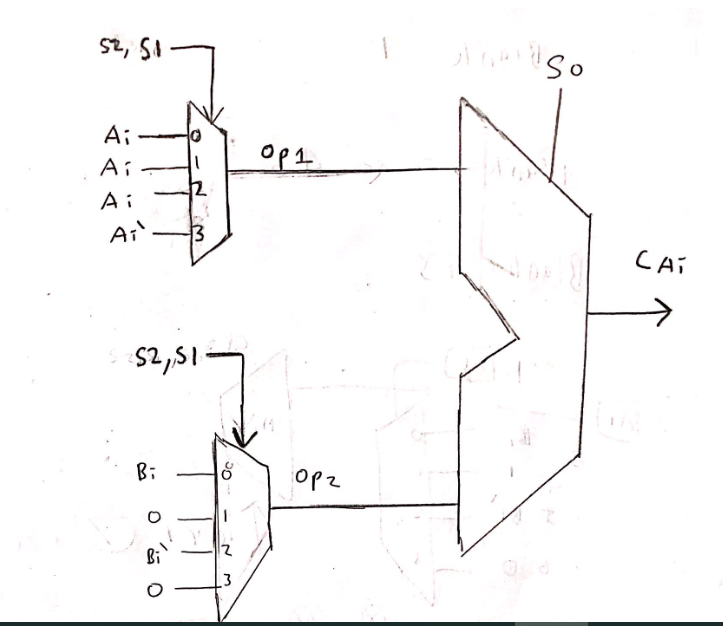 S2, S1
So
Ai 0
Ai 1
Ai 2
Ai` 3
Op1
CAi
S2,S1
Bi 0
0 1
Bi` 2
0 3
Op2